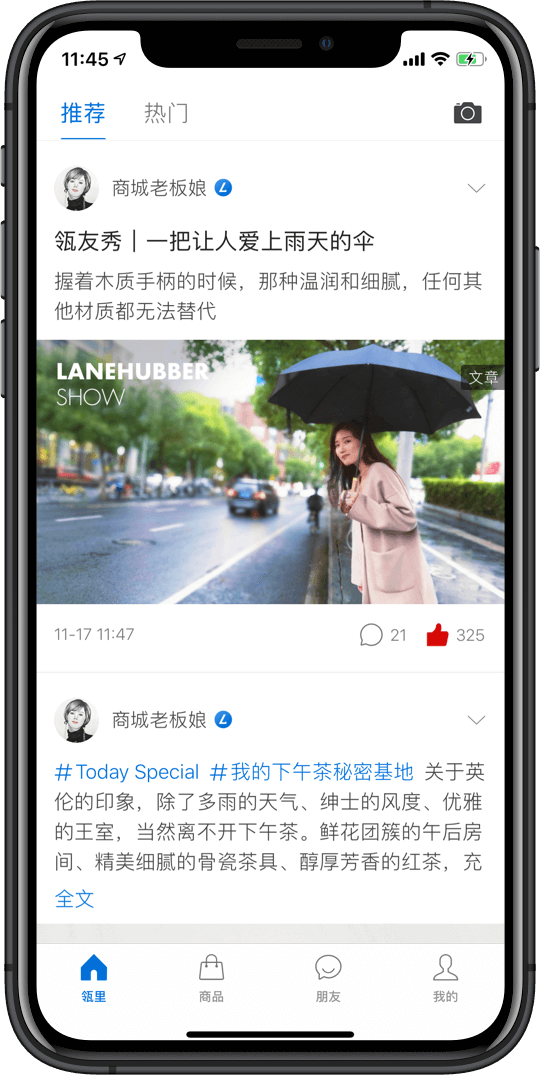 11:45
推荐 热门
商城老板娘
瓴友秀｜一把让人爱上雨天的伞
握着木质手柄的时候，那种温润和细腻，任何其
他材质都无法替代
LANEHUBBER
SHOW
文章
11-17 11:47 21 325
商城老板娘
#Today Special #我的下午茶秘密基地 关于英
伦的印象，除了多雨的天气、绅士的风度、优雅
的王室，当然离不开下午茶。鲜花团簇的午后房
间、精美细腻的骨瓷茶具、醇厚芳香的红茶，充
全文
瓴里 商品 朋友 我的